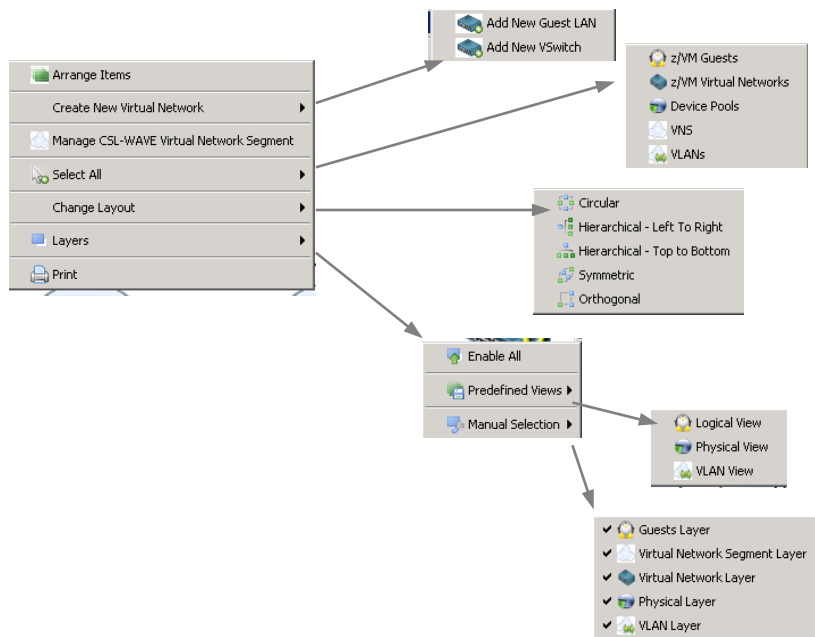 Add New Guest LAN
Add New VSwitch
Arrange Items
Create New Virtual Network
Manage CSL-WAVE Virtual Network Segment
Select All
Change Layout
Layers
Print
z/VM Guests
z/VM Virtual Networks
Device Pools
VNS
VLANs
Circular
Hierarchical - Left To Right
Hierarchical - Top to Bottom
Symmetric
Orthogonal
Enable All
Predefined Views
Manual Selection
Logical View
Physical View
VLAN View
Guests Layer
Virtual Network Segment Layer
Virtual Network Layer
Physical Layer
VLAN Layer